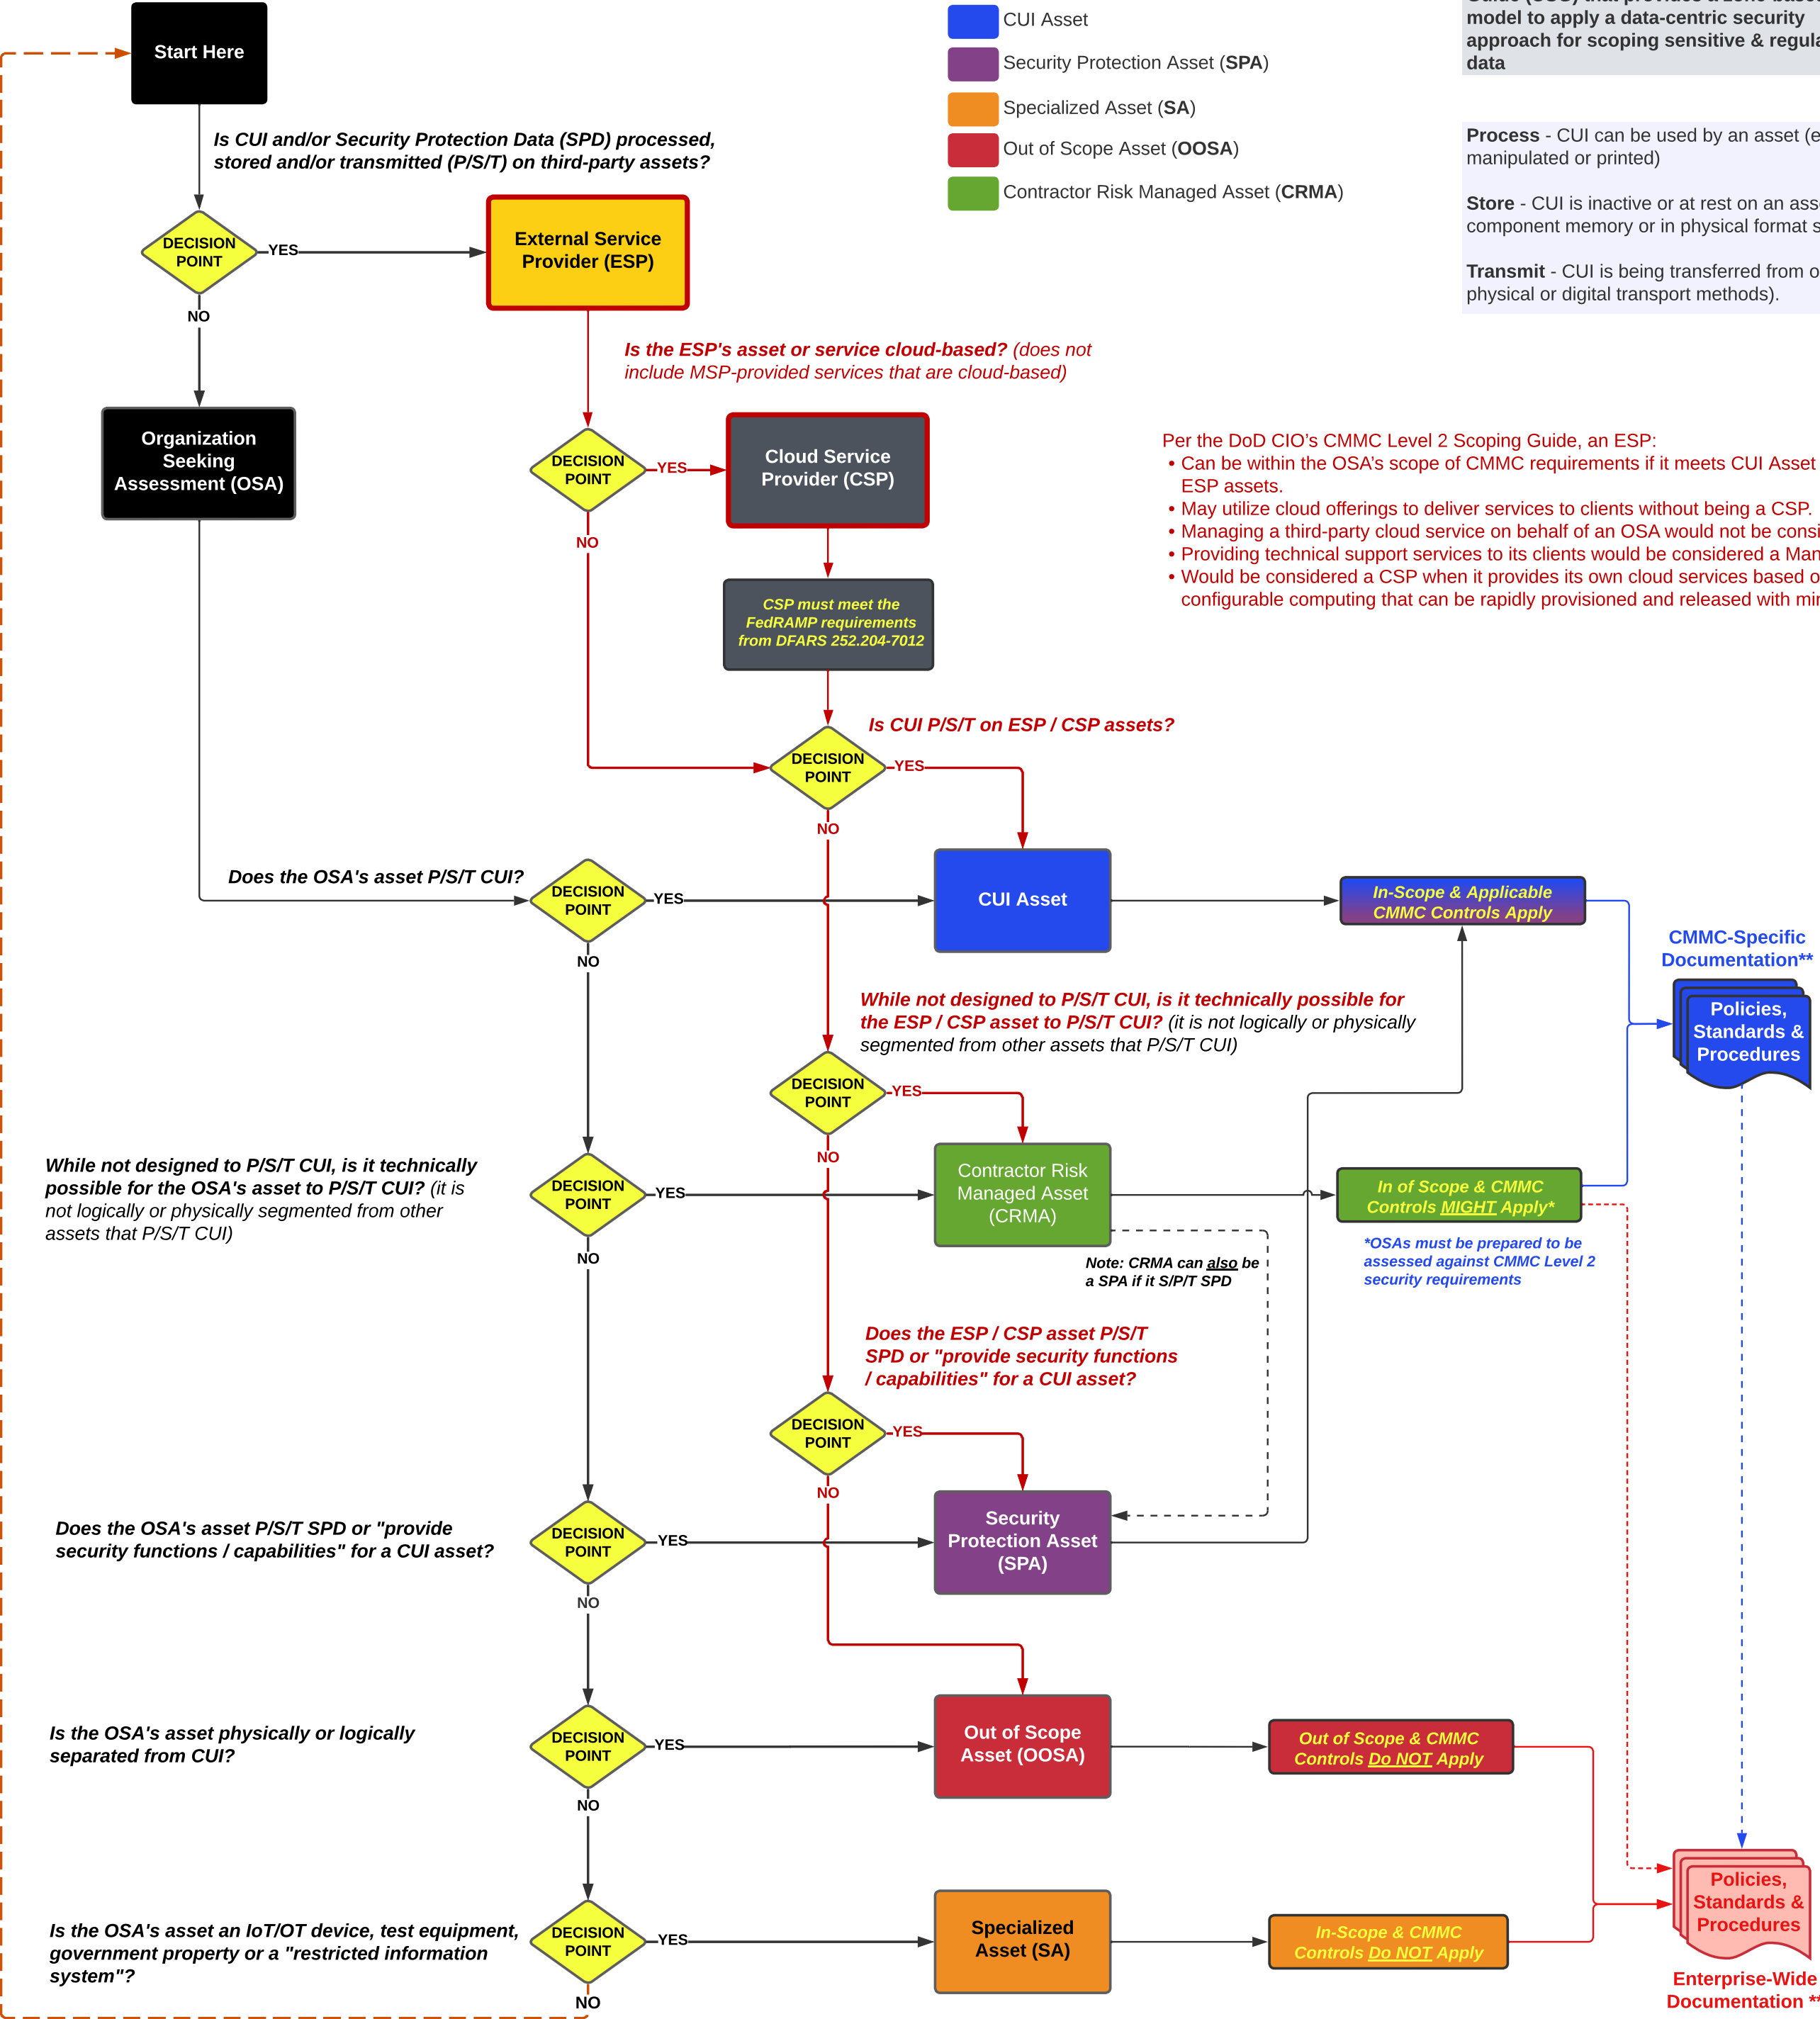 Start Here
Is CUI and/or Security Protection Data (SPD) processed,
stored and/or transmitted (P/S/T) on third-party assets?
DECISION
POINT
YES
NO
External Service
Provider (ESP)
CUI Asset
Security Protection Asset (SPA)
Specialized Asset (SA)
Out of Scope Asset (OOSA)
Contractor Risk Managed Asset (CRMA)
model to apply a data-centric security
approach for scoping sensitive & regula
data
Process - CUI can be used by an asset (e
manipulated or printed)
Store - CUI is inactive or at rest on an ass
component memory or in physical format s
Transmit - CUI is being transferred from o
physical or digital transport methods).
Is the ESP's asset or service cloud-based? (does not
include MSP-provided services that are cloud-based)
Organization
Seeking
Assessment (OSA)
DECISION
POINT
YES
NO
Cloud Service
Provider (CSP)
Per the DoD CIO's CMMC Level 2 Scoping Guide, an ESP:
• Can be within the OSA's scope of CMMC requirements if it meets CUI Asset
ESP assets.
• May utilize cloud offerings to deliver services to clients without being a CSP.
• Managing a third-party cloud service on behalf of an OSA would not be consi
• Providing technical support services to its clients would be considered a Man
• Would be considered a CSP when it provides its own cloud services based o
configurable computing that can be rapidly provisioned and released with mi
CSP must meet the
FedRAMP requirements
from DFARS 252.204-7012
Is CUI P/S/T on ESP / CSP assets?
DECISION
POINT
YES
NO
Does the OSA's asset P/S/T CUI?
DECISION
POINT
YES
NO
CUI Asset
In-Scope & Applicable
CMMC Controls Apply
CMMC-Specific
Documentation**
Policies,
Standards &
Procedures
While not designed to P/S/T CUI, is it technically possible for
the ESP / CSP asset to P/S/T CUI? (it is not logically or physically
segmented from other assets that P/S/T CUI)
DECISION
POINT
YES
NO
While not designed to P/S/T CUI, is it technically
possible for the OSA's asset to P/S/T CUI? (it is
not logically or physically segmented from other
assets that P/S/T CUI)
DECISION
POINT
YES
NO
Contractor Risk
Managed Asset
(CRMA)
In of Scope & CMMC
Controls MIGHT Apply*
*OSAs must be prepared to be
assessed against CMMC Level 2
security requirements
Note: CRMA can also be
a SPA if it S/P/T SPD
Does the ESP / CSP asset P/S/T
SPD or "provide security functions
/ capabilities" for a CUI asset?
DECISION
POINT
YES
NO
Does the OSA's asset P/S/T SPD or "provide
security functions / capabilities" for a CUI asset?
DECISION
POINT
YES
NO
Security
Protection Asset
(SPA)
Is the OSA's asset physically or logically
separated from CUI?
DECISION
POINT
YES
NO
Out of Scope
Asset (OOSA)
Out of Scope & CMMC
Controls Do NOT Apply
Is the OSA's asset an IoT/OT device, test equipment,
government property or a "restricted information
system"?
DECISION
POINT
YES
NO
Specialized
Asset (SA)
In-Scope & CMMC
Controls Do NOT Apply
Policies,
Standards &
Procedures
Enterprise-Wide
Documentation **